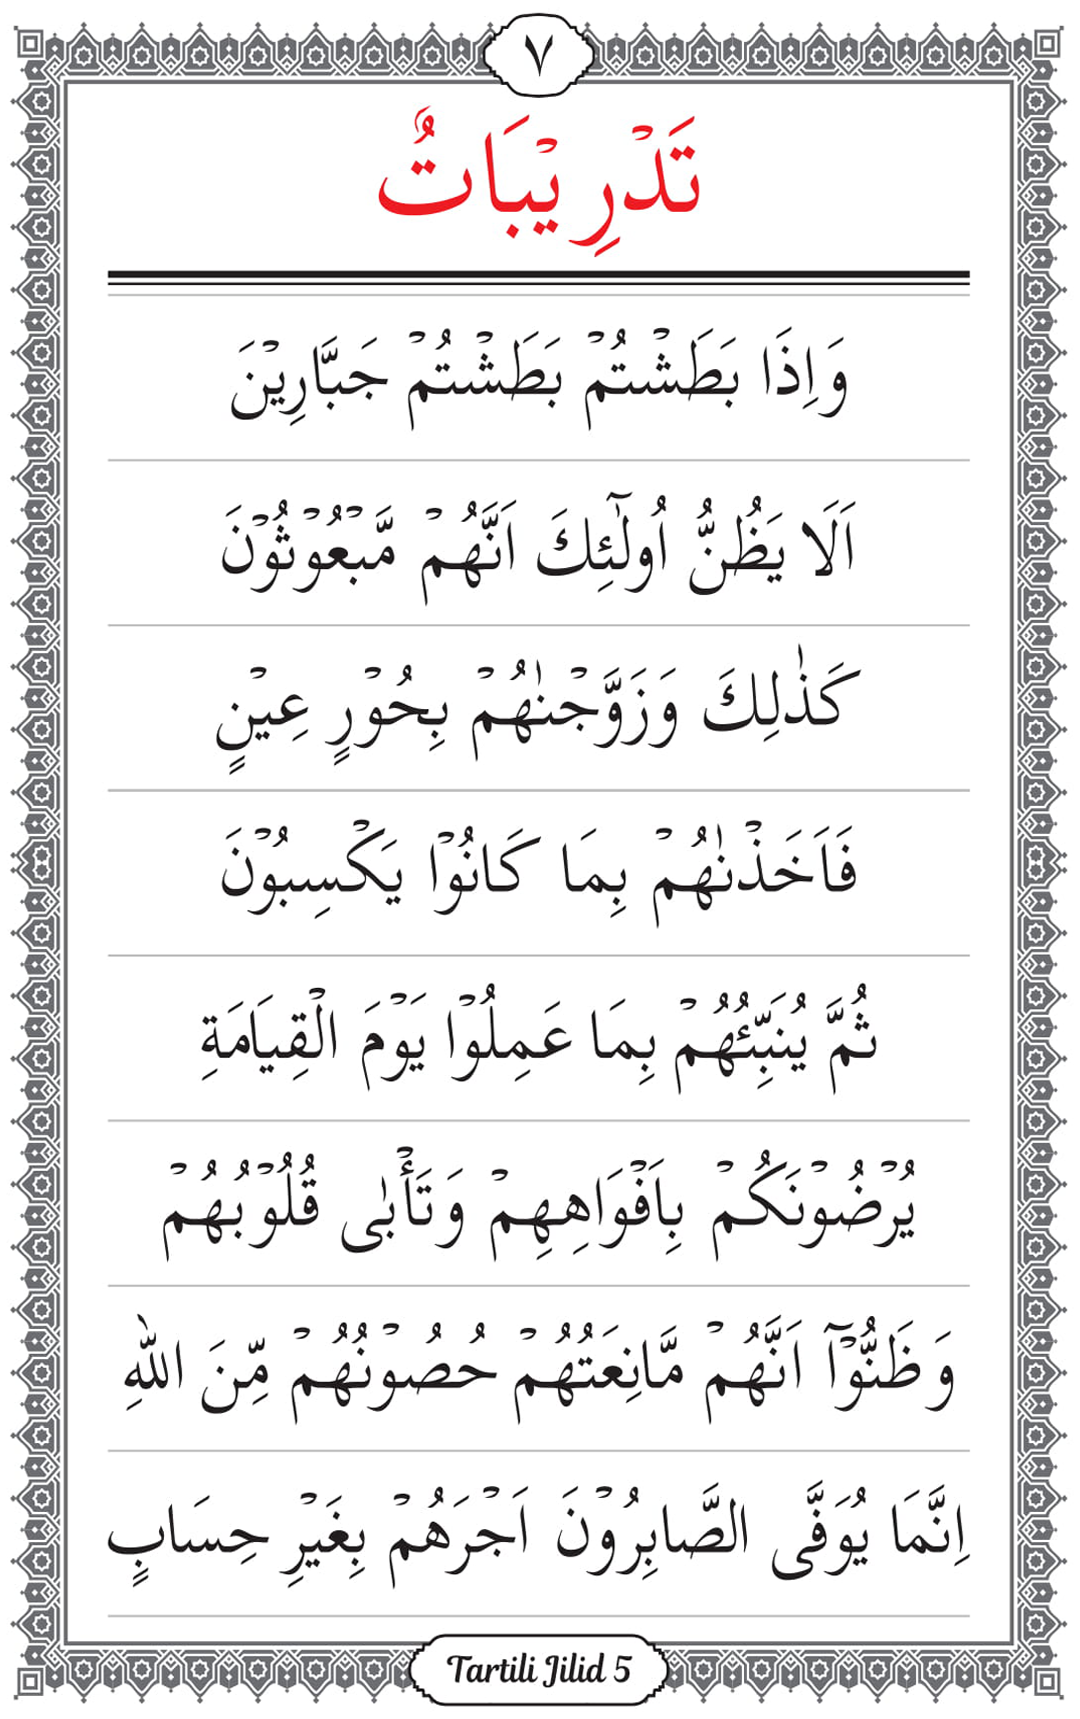 ٧
تَدْرِيْبَاتٌ
وَاِذَا بَطَشْتُمْ بَطَشْتُمْ جَبَّارِيْنَ
اَلَا يَظُنُّ اُولٰٓئِكَ اَنَّهُمْ مَّبْعُوْثُوْنَ
كَذٰلِكَ وَزَوَّجْنٰهُمْ بِحُوْرٍ عِيْنٍ
فَاَخَذْنٰهُمْ بِمَا كَانُوْا يَكْسِبُوْنَ
ثُمَّ يُنَبِّئُهُمْ بِمَا عَمِلُوْا يَوْمَ الْقِيَامَةِ
يُرْضُوْنَكُمْ بِاَفْوَاهِهِمْ وَتَأْبٰى قُلُوْبُهُمْ
وَظَنُّوْٓا اَنَّهُمْ مَّانِعَتُهُمْ حُصُوْنُهُمْ مِّنَ اللّٰهِ
اِنَّمَا يُوَفَّى الصَّابِرُوْنَ اَجْرَهُمْ بِغَيْرِ حِسَابٍ
Tartili Jilid 5